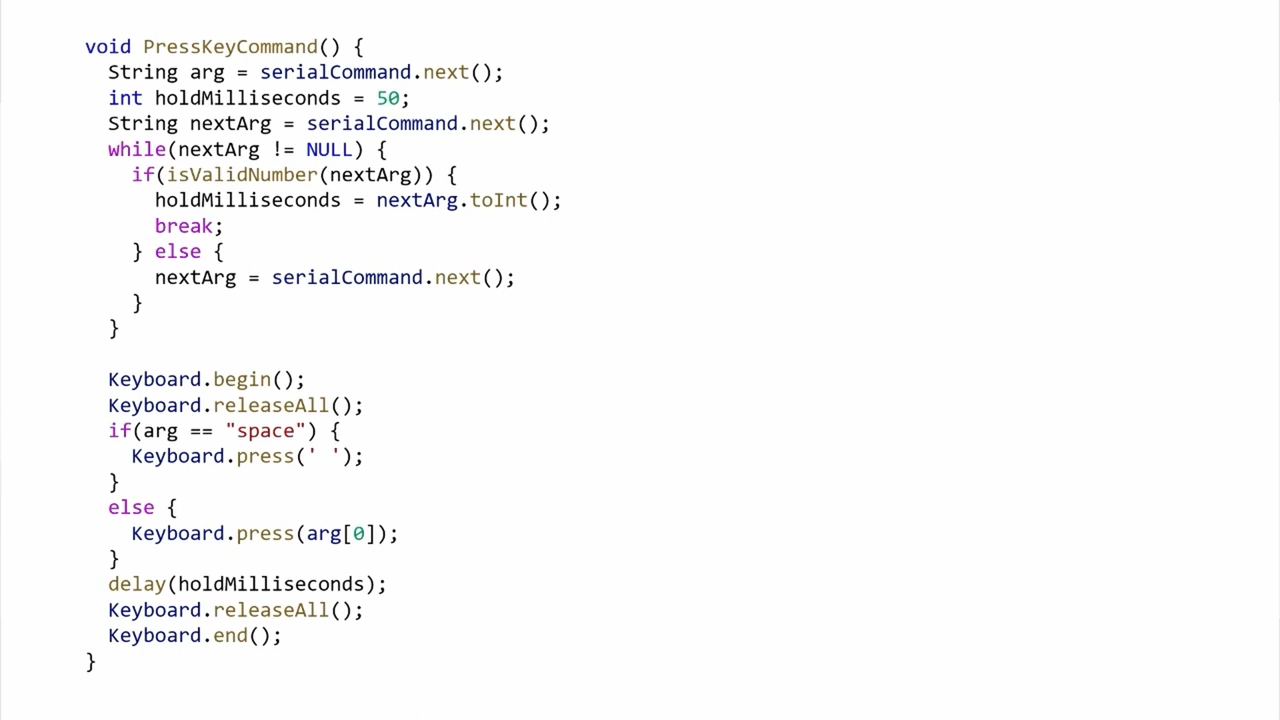 void PressKeyCommand() {
  String arg = serialCommand.next();
  int holdMilliseconds = 50;
  String nextArg = serialCommand.next();
  while(nextArg != NULL) {
    if(isValidNumber(nextArg)) {
      holdMilliseconds = nextArg.toInt();
      break;
    } else {
      nextArg = serialCommand.next();
    }
  }

  Keyboard.begin();
  Keyboard.releaseAll();
  if(arg == "space") {
    Keyboard.press(' ');
  }
  else {
    Keyboard.press(arg[0]);
  }
  delay(holdMilliseconds);
  Keyboard.releaseAll();
  Keyboard.end();
}